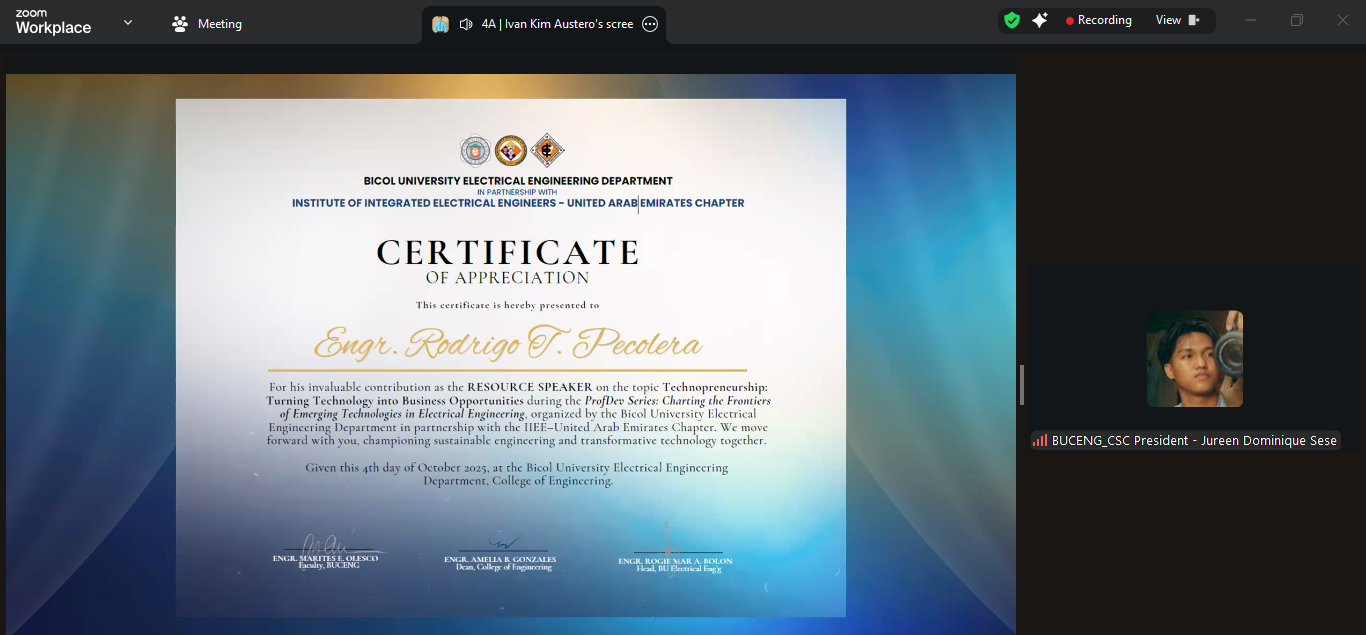 zoom
Workplace
Meeting
4A | Ivan Kim Austero's scree
Recording
View
BICOL UNIVERSITY ELECTRICAL ENGINEERING DEPARTMENT
IN PARTNERSHIP WITH
INSTITUTE OF INTEGRATED ELECTRICAL ENGINEERS - UNITED ARAB EMIRATES CHAPTER
CERTIFICATE
OF APPRECIATION
This certificate is hereby presented to
Engr. Rodrigo T. Pecolera
For his invaluable contribution as the RESOURCE SPEAKER on the topic Technopreneurship:
Turning Technology into Business Opportunities during the ProfDev Series: Charting the Frontiers
of Emerging Technologies in Electrical Engineering, organized by the Bicol University Electrical
Engineering Department in partnership with the IIEE–United Arab Emirates Chapter. We move
forward with you, championing sustainable engineering and transformative technology together.
Given this 4th day of October 2025, at the Bicol University Electrical Engineering
Department, College of Engineering.
ENGR. MARITES E. OLESCO
Faculty, BUCENG
ENGR. AMELIA B. GONZALES
Dean, College of Engineering
ENGR. ROGIE MAR A. BOLON
Head, BU Electrical Eng'g
BUCENG_CSC President - Jureen Dominique Sese